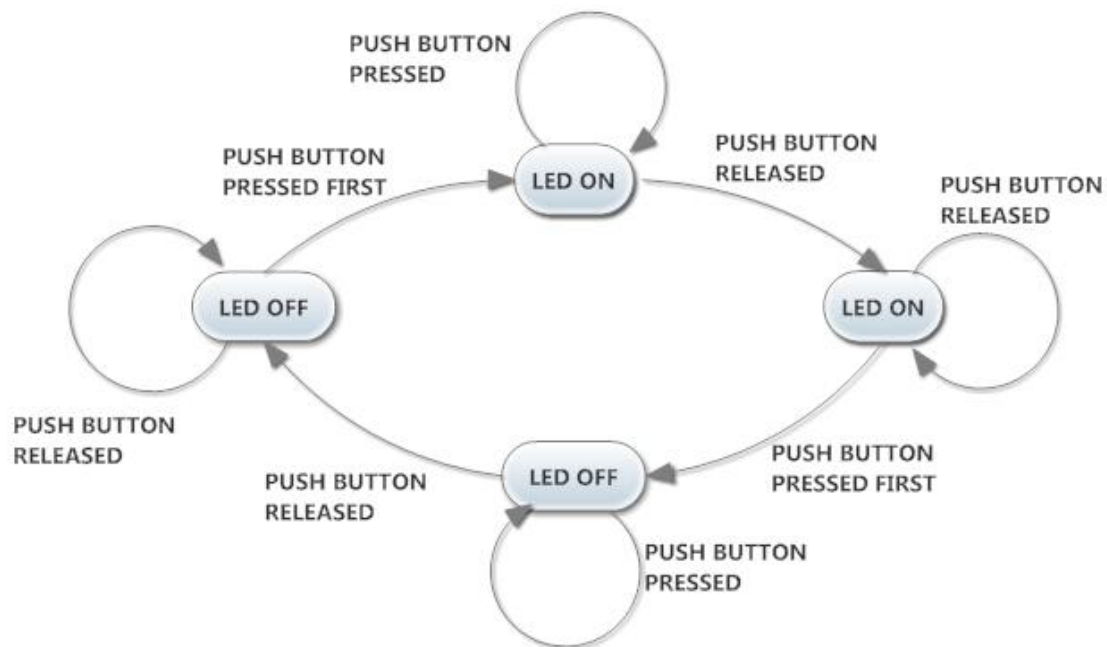 PUSH BUTTON
PRESSED
PUSH BUTTON
PRESSED FIRST
LED ON
PUSH BUTTON
RELEASED
PUSH BUTTON
RELEASED
LED OFF
LED ON
PUSH BUTTON
RELEASED
PUSH BUTTON
RELEASED
LED OFF
PUSH BUTTON
PRESSED FIRST
PUSH BUTTON
PRESSED